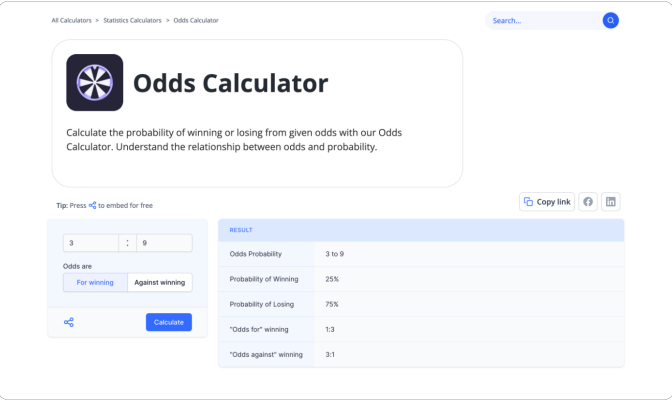 All Calculators > Statistics Calculators > Odds Calculator
Search...
Odds Calculator
Calculate the probability of winning or losing from given odds with our Odds
Calculator. Understand the relationship between odds and probability.
Tip: Press to embed for free
Copy link
3 : 9
Odds are
For winning Against winning
Calculate
RESULT
Odds Probability 3 to 9
Probability of Winning 25%
Probability of Losing 75%
"Odds for" winning 1:3
"Odds against" winning 3:1